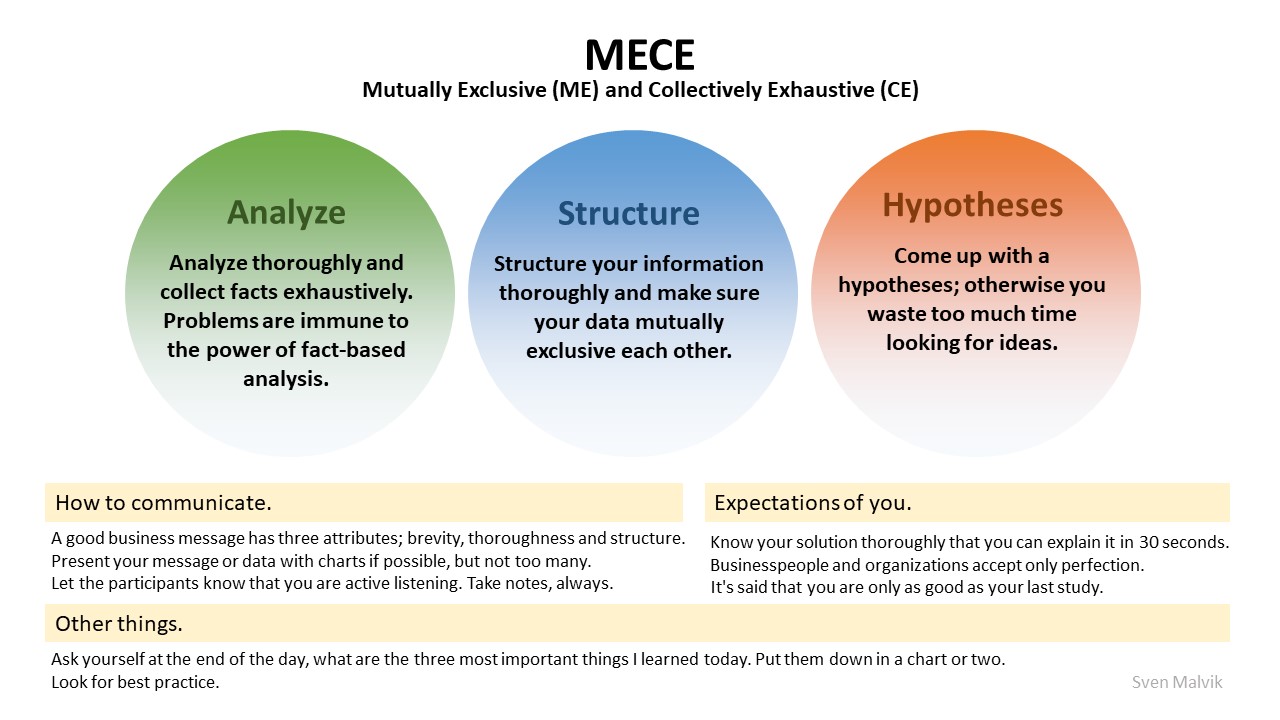 MECE
Mutually Exclusive (ME) and Collectively Exhaustive (CE)
Analyze
Analyze thoroughly and
collect facts exhaustively.
Problems are immune to
the power of fact-based
analysis.
Structure
Structure your information
thoroughly and make sure
your data mutually
exclusive each other.
Hypotheses
Come up with a
hypotheses; otherwise you
waste too much time
looking for ideas.
How to communicate.
A good business message has three attributes; brevity, thoroughness and structure.
Present your message or data with charts if possible, but not too many.
Let the participants know that you are active listening. Take notes, always.
Expectations of you.
Know your solution thoroughly that you can explain it in 30 seconds.
Businesspeople and organizations accept only perfection.
It's said that you are only as good as your last study.
Other things.
Ask yourself at the end of the day, what are the three most important things I learned today. Put them down in a chart or two.
Look for best practice.
Sven Malvik